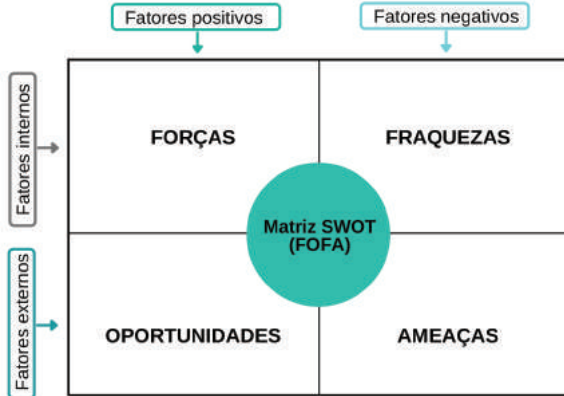 Fatores positivos
Fatores negativos
Fatores internos
FORÇAS
FRAQUEZAS
Matriz SWOT
(FOFA)
Fatores externos
OPORTUNIDADES
AMEAÇAS